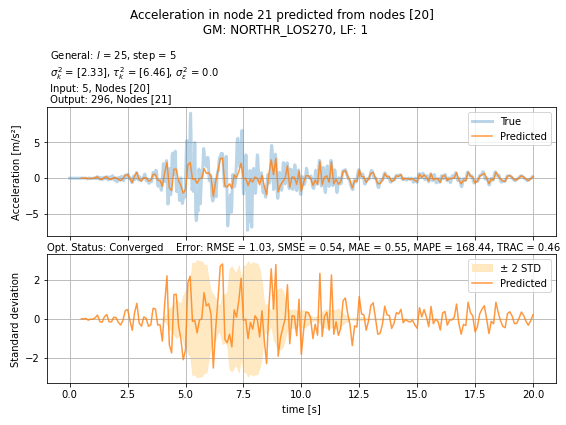 Acceleration in node 21 predicted from nodes [20]
GM: NORTHR_LOS270, LF: 1
General: l = 25, step = 5
σ²ₖ = [2.33], τ²ₖ = [6.46], σ²ε = 0.0
Input: 5, Nodes [20]
Output: 296, Nodes [21]
True
Predicted
Acceleration [m/s²]
5
0
−5
Opt. Status: Converged Error: RMSE = 1.03, SMSE = 0.54, MAE = 0.55, MAPE = 168.44, TRAC = 0.46
± 2 STD
Predicted
Standard deviation
2
0
−2
0.0 2.5 5.0 7.5 10.0 12.5 15.0 17.5 20.0
time [s]